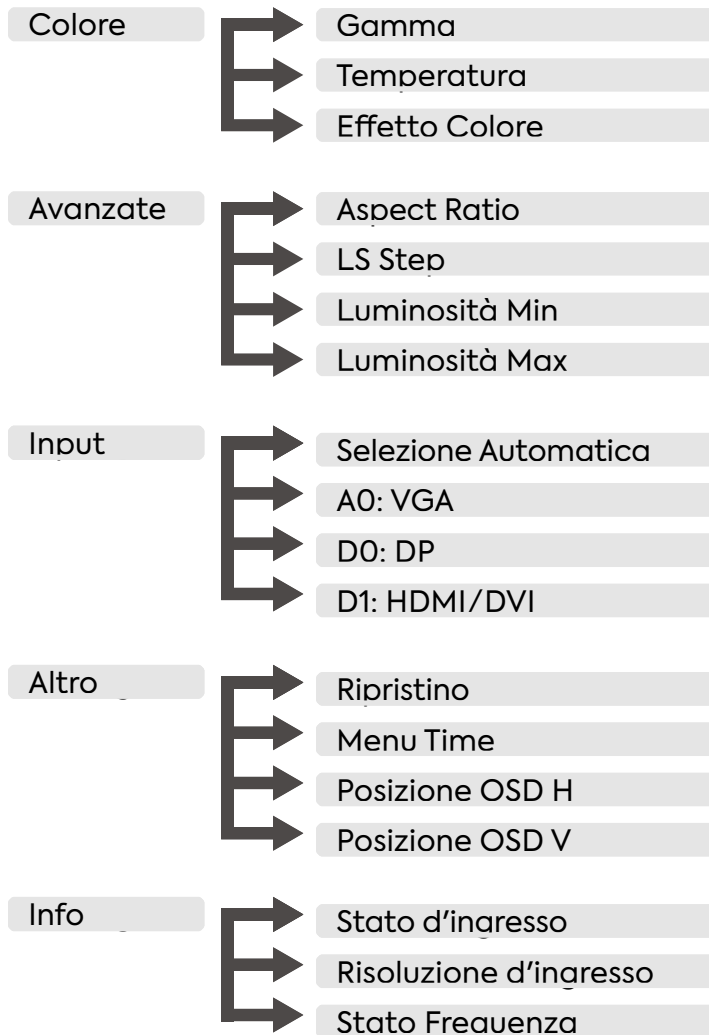 Colore
Gamma
Temperatura
Effetto Colore
Avanzate
Aspect Ratio
LS Step
Luminosità Min
Luminosità Max
Input
Selezione Automatica
A0: VGA
D0: DP
D1: HDMI/DVI
Altro
Ripristino
Menu Time
Posizione OSD H
Posizione OSD V
Info
Stato d'ingresso
Risoluzione d'ingresso
Stato Frequenza